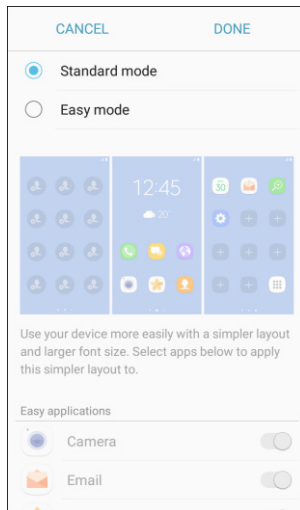 CANCEL DONE
Standard mode
Easy mode
12:45
20°
30
Use your device more easily with a simpler layout
and larger font size. Select apps below to apply
this simpler layout to.
Easy applications
Camera
Email